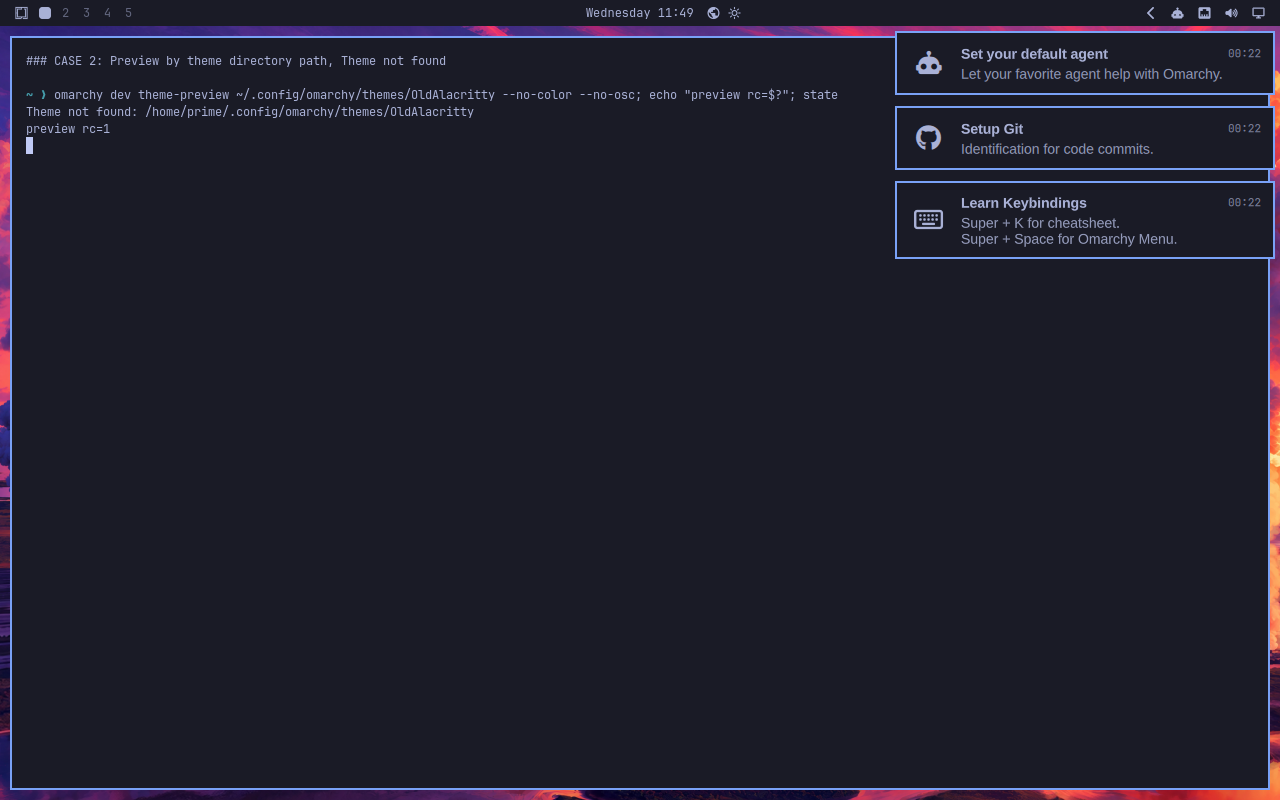 2 3 4 5
Wednesday 11:49
### CASE 2: Preview by theme directory path, Theme not found
~ ❯ omarchy dev theme-preview ~/.config/omarchy/themes/OldAlacritty --no-color --no-osc; echo "preview rc=$?"; state
Theme not found: /home/prime/.config/omarchy/themes/OldAlacritty
preview rc=1
Set your default agent 00:22
Let your favorite agent help with Omarchy.
Setup Git 00:22
Identification for code commits.
Learn Keybindings 00:22
Super + K for cheatsheet.
Super + Space for Omarchy Menu.